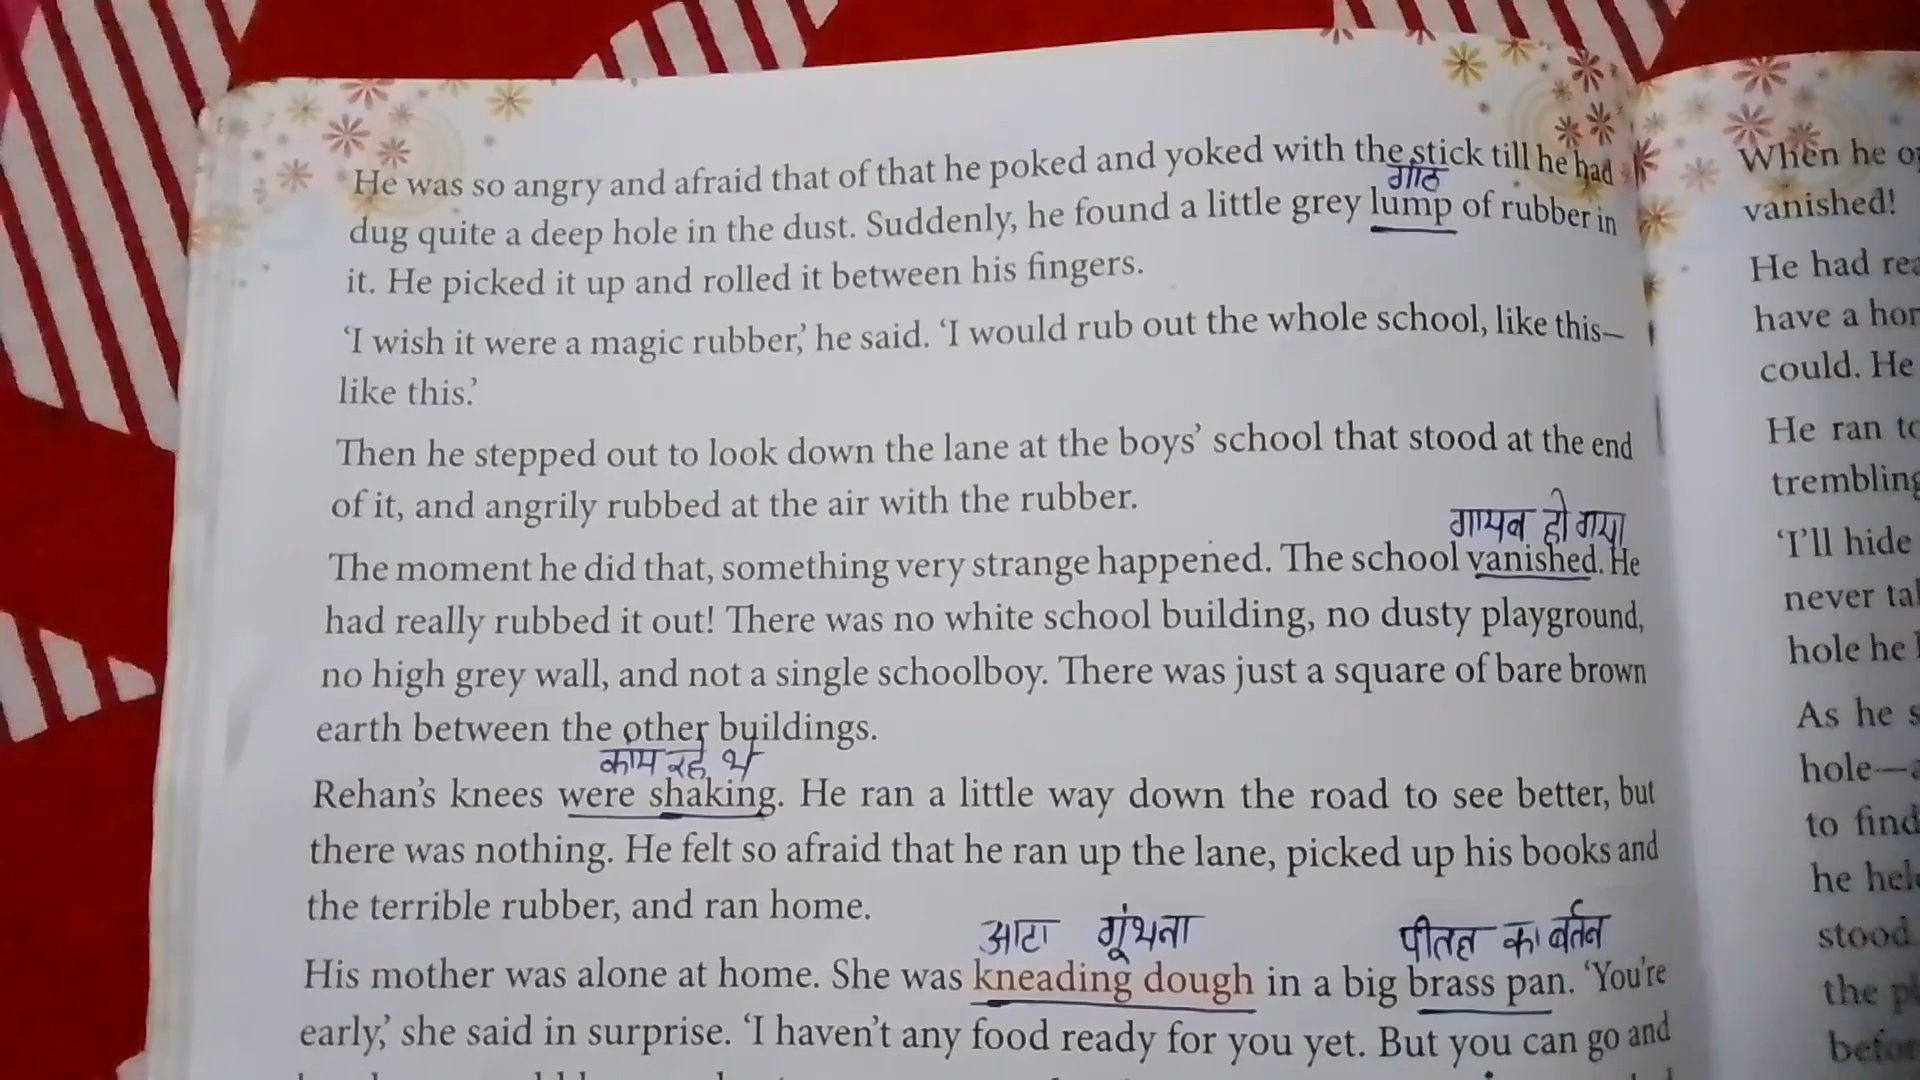 He was so angry and afraid that of that he poked and yoked with the stick till he had
गाठ
dug quite a deep hole in the dust. Suddenly, he found a little grey lump of rubber in
it. He picked it up and rolled it between his fingers.
‘I wish it were a magic rubber,’ he said. ‘I would rub out the whole school, like this—
like this.’
Then he stepped out to look down the lane at the boys’ school that stood at the end
of it, and angrily rubbed at the air with the rubber.
गायब हो गया
The moment he did that, something very strange happened. The school vanished. He
had really rubbed it out! There was no white school building, no dusty playground,
no high grey wall, and not a single schoolboy. There was just a square of bare brown
earth between the other buildings.
काप रहे थे
Rehan’s knees were shaking. He ran a little way down the road to see better, but
there was nothing. He felt so afraid that he ran up the lane, picked up his books and
the terrible rubber, and ran home.
आटा गूंथना पीतल का बर्तन
His mother was alone at home. She was kneading dough in a big brass pan. ‘You’re
early,’ she said in surprise. ‘I haven’t any food ready for you yet. But you can go and
When he
vanished!
He had
have a
could. He
He ran
trembling
‘I’ll hide
never
hole he
As he
hole—
to find
he
stood
the